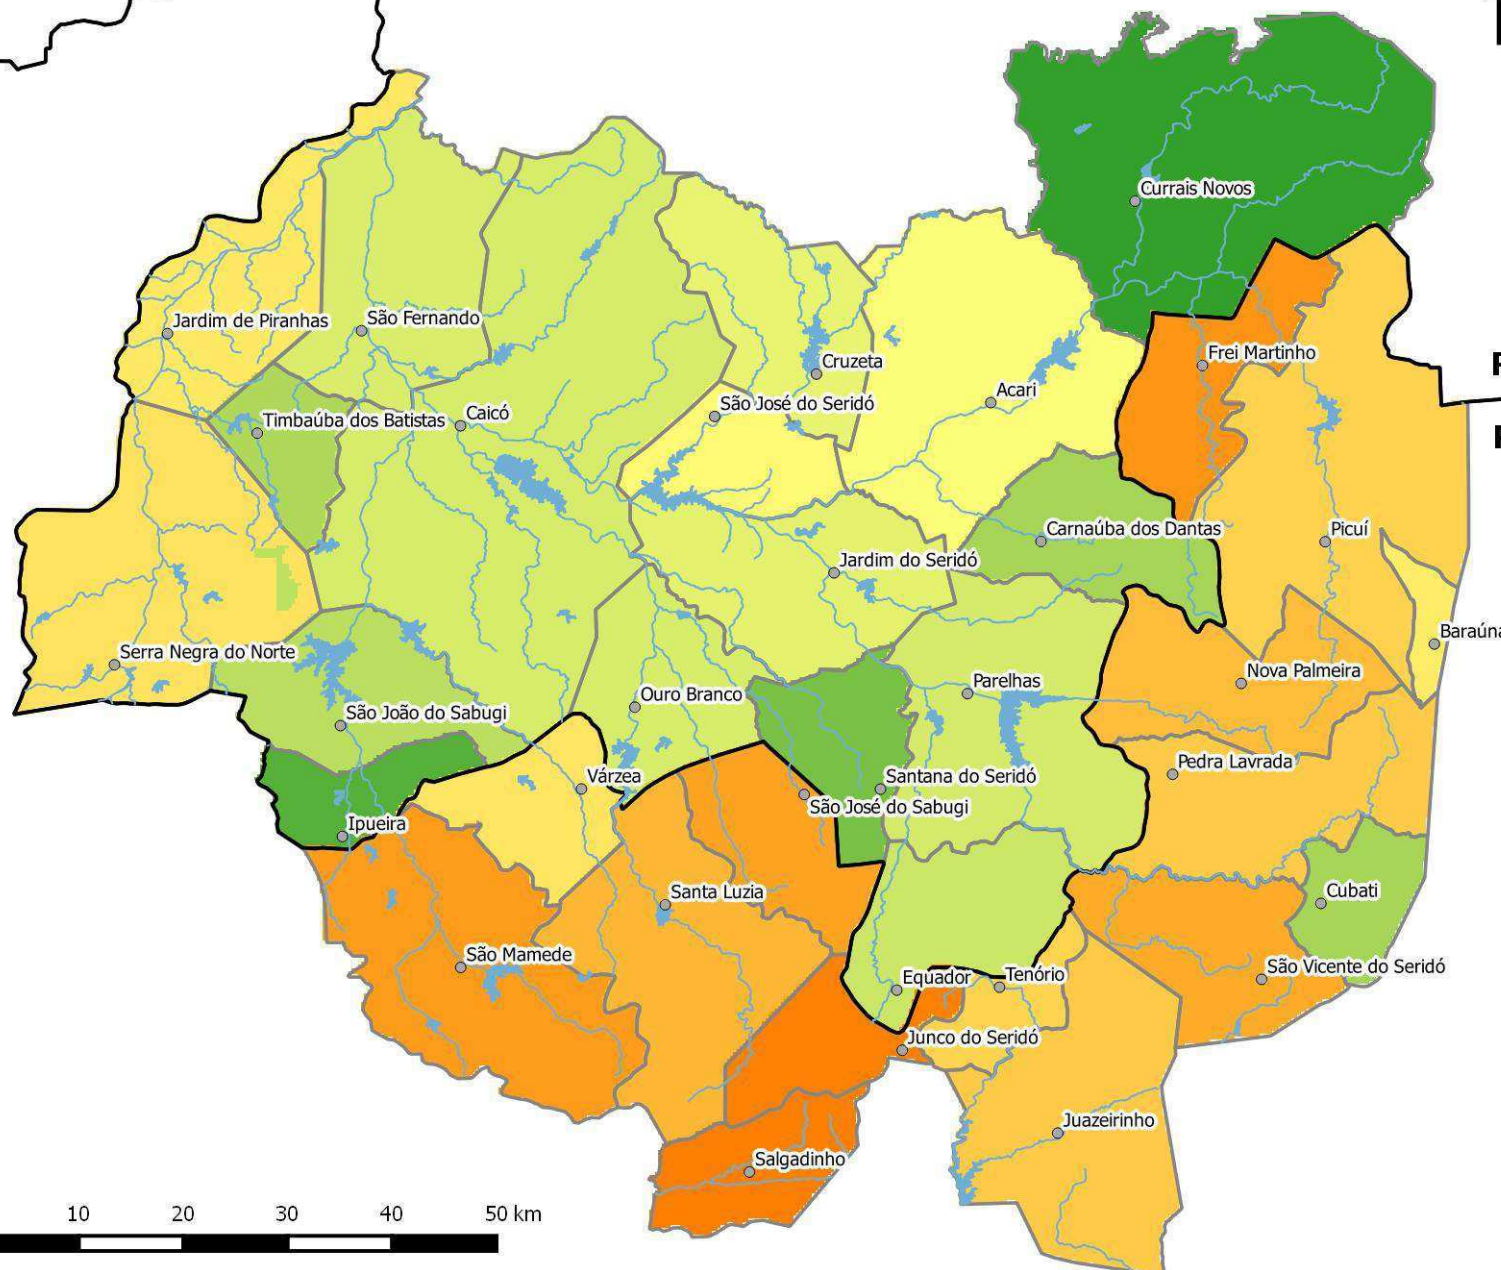 Currais Novos
Jardim de Piranhas
São Fernando
Frei Martinho
Cruzeta
Acari
São José do Seridó
Timbaúba dos Batistas
Caicó
Carnaúba dos Dantas
Picuí
Jardim do Seridó
Baraúna
Serra Negra do Norte
Nova Palmeira
Parelhas
Ouro Branco
São João do Sabugi
Pedra Lavrada
Várzea
Santana do Seridó
São José do Sabugi
Ipueira
Santa Luzia
Cubati
São Mamede
São Vicente do Seridó
Equador
Tenório
Junco do Seridó
Juazeirinho
Salgadinho
10 20 30 40 50 km